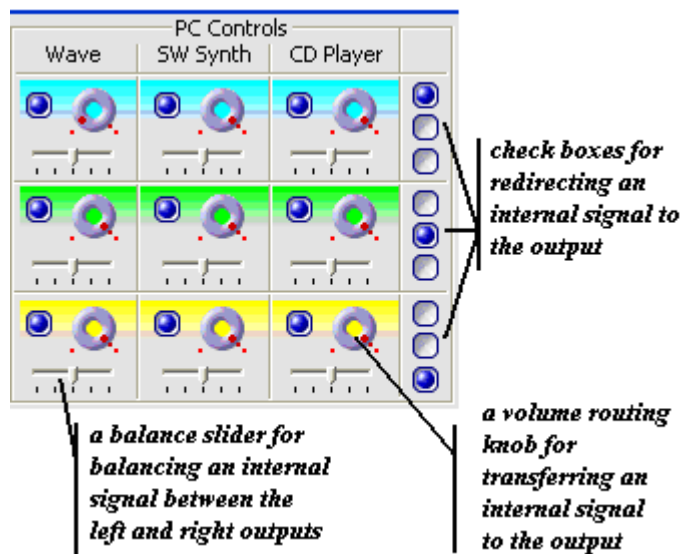 PC Controls
Wave SW Synth CD Player
check boxes for
redirecting an
internal signal to
the output
a balance slider for
balancing an internal
signal between the
left and right outputs
a volume routing
knob for
transferring an
internal signal
to the output